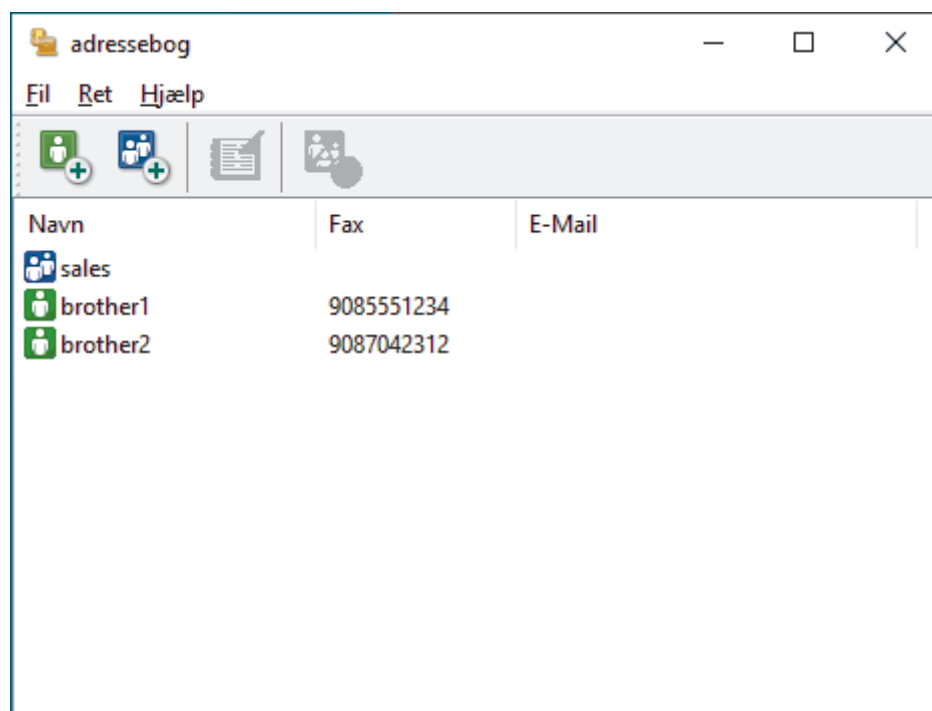 adressebog
Fil Ret Hjælp
Navn Fax E-Mail
sales
brother1 9085551234
brother2 9087042312